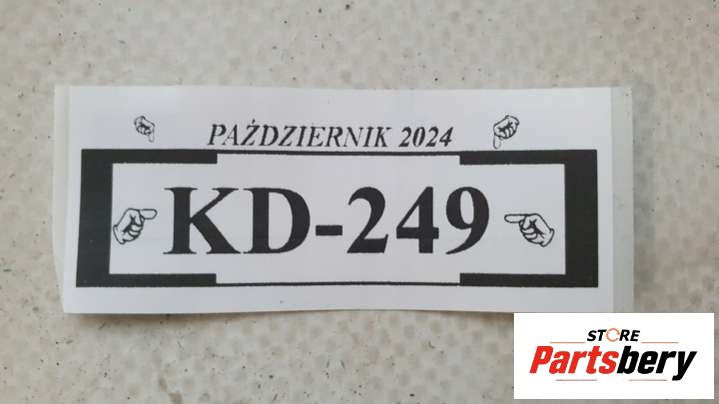 PAŹDZIERNIK 2024
KD-249
STORE
Partsbery